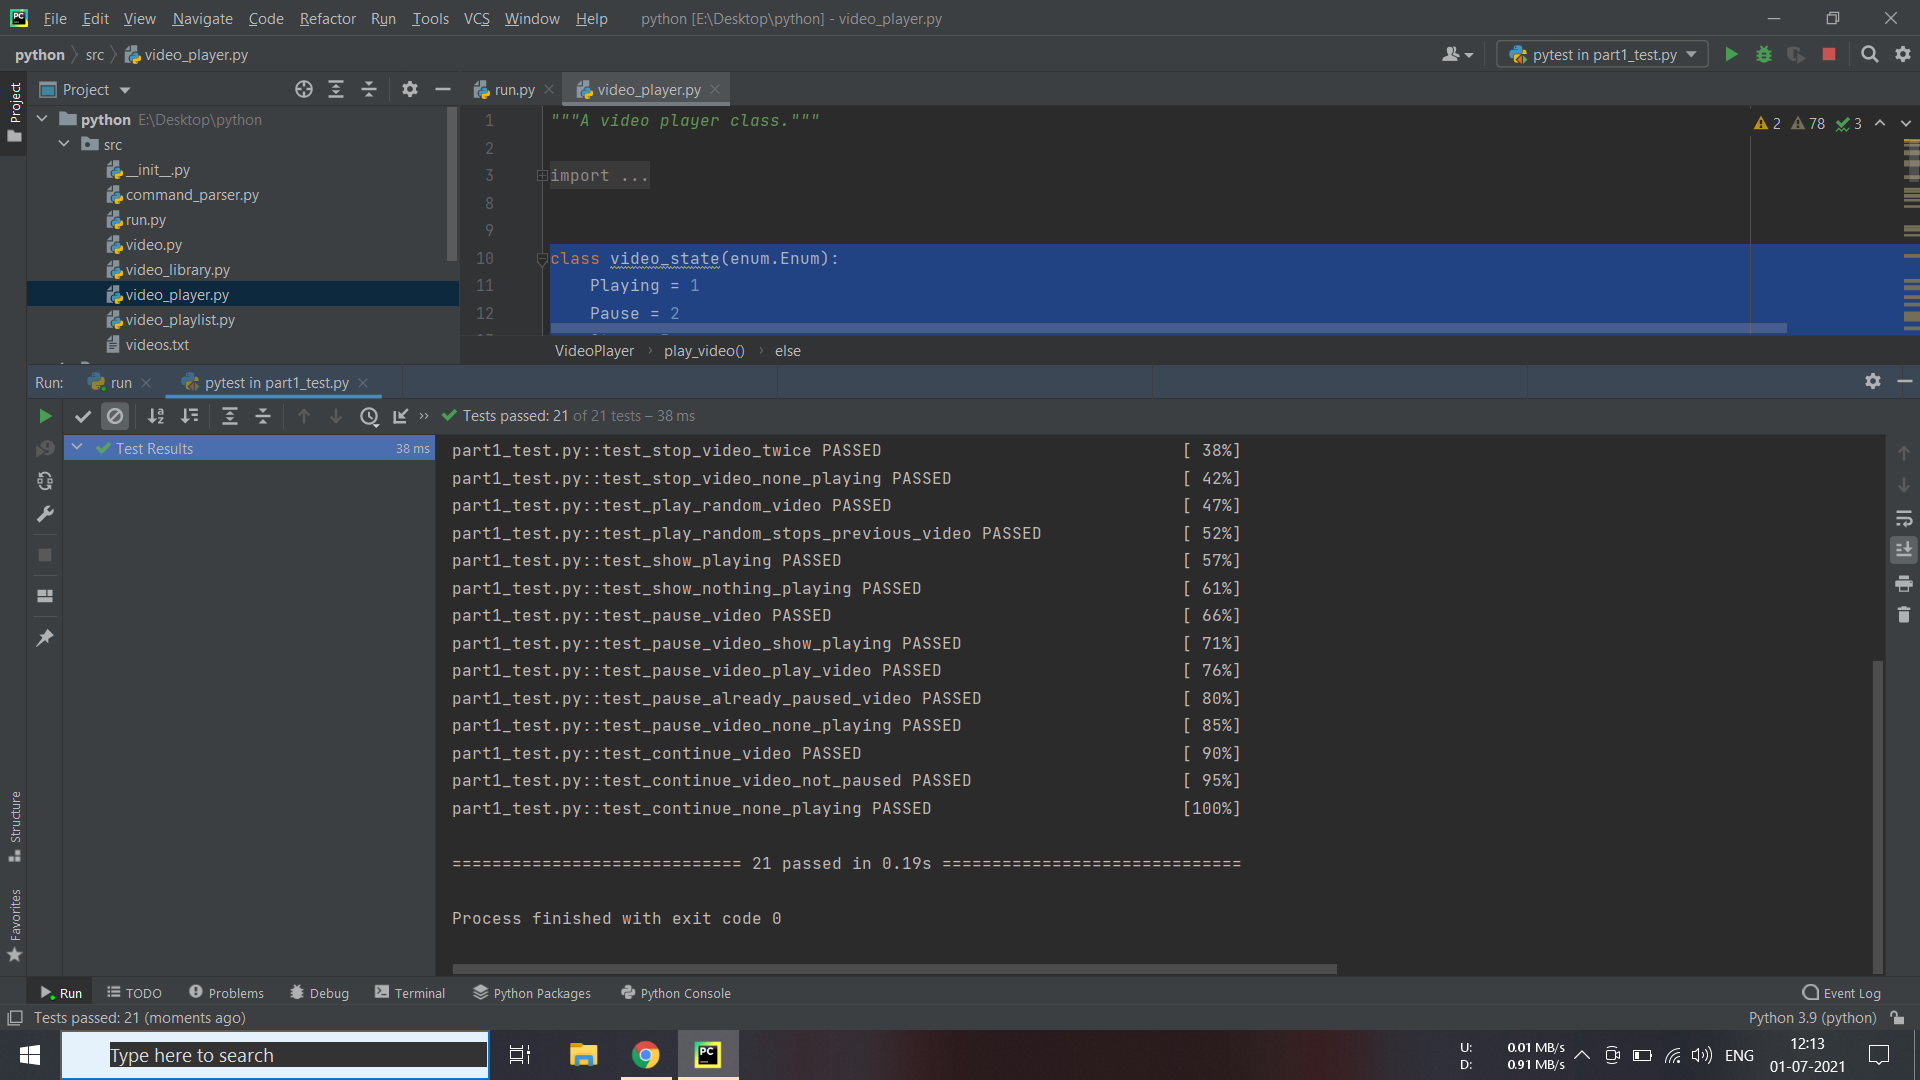 File Edit View Navigate Code Refactor Run Tools VCS Window Help python [E:\Desktop\python] - video_player.py
python src video_player.py pytest in part1_test.py
Project
Project
run.py video_player.py
python E:\Desktop\python
src
__init__.py
command_parser.py
run.py
video.py
video_library.py
video_player.py
video_playlist.py
videos.txt
2 78 3
1 """A video player class."""
2
3 import ...
8
9
10 class video_state(enum.Enum):
11 Playing = 1
12 Pause = 2
VideoPlayer play_video() else
Run: run pytest in part1_test.py
Tests passed: 21 of 21 tests – 38 ms
Test Results 38 ms
part1_test.py::test_stop_video_twice PASSED [ 38%]
part1_test.py::test_stop_video_none_playing PASSED [ 42%]
part1_test.py::test_play_random_video PASSED [ 47%]
part1_test.py::test_play_random_stops_previous_video PASSED [ 52%]
part1_test.py::test_show_playing PASSED [ 57%]
part1_test.py::test_show_nothing_playing PASSED [ 61%]
part1_test.py::test_pause_video PASSED [ 66%]
part1_test.py::test_pause_video_show_playing PASSED [ 71%]
part1_test.py::test_pause_video_play_video PASSED [ 76%]
part1_test.py::test_pause_already_paused_video PASSED [ 80%]
part1_test.py::test_pause_video_none_playing PASSED [ 85%]
part1_test.py::test_continue_video PASSED [ 90%]
part1_test.py::test_continue_video_not_paused PASSED [ 95%]
part1_test.py::test_continue_none_playing PASSED [100%]
============================= 21 passed in 0.19s ==============================
Process finished with exit code 0
Structure
Favorites
Run TODO Problems Debug Terminal Python Packages Python Console Event Log
Tests passed: 21 (moments ago) Python 3.9 (python)
Type here to search
PC
U: 0.01 MB/s
D: 0.91 MB/s
ENG
12:13
01-07-2021